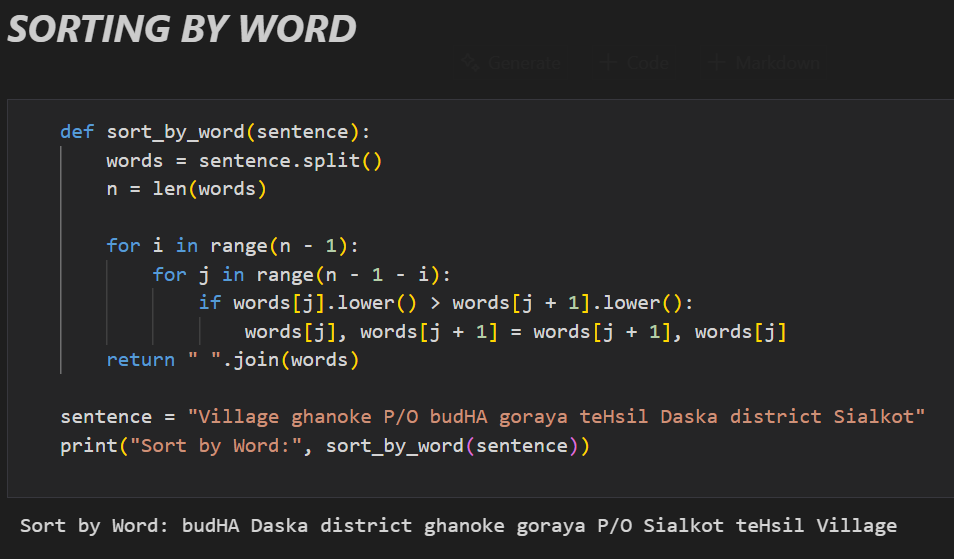 SORTING BY WORD
Generate + Code + Markdown
def sort_by_word(sentence):
    words = sentence.split()
    n = len(words)
    for i in range(n - 1):
        for j in range(n - 1 - i):
            if words[j].lower() > words[j + 1].lower():
                words[j], words[j + 1] = words[j + 1], words[j]
    return " ".join(words)
sentence = "Village ghanoke P/O budHA goraya teHsil Daska district Sialkot"
print("Sort by Word:", sort_by_word(sentence))
Sort by Word: budHA Daska district ghanoke goraya P/O Sialkot teHsil Village